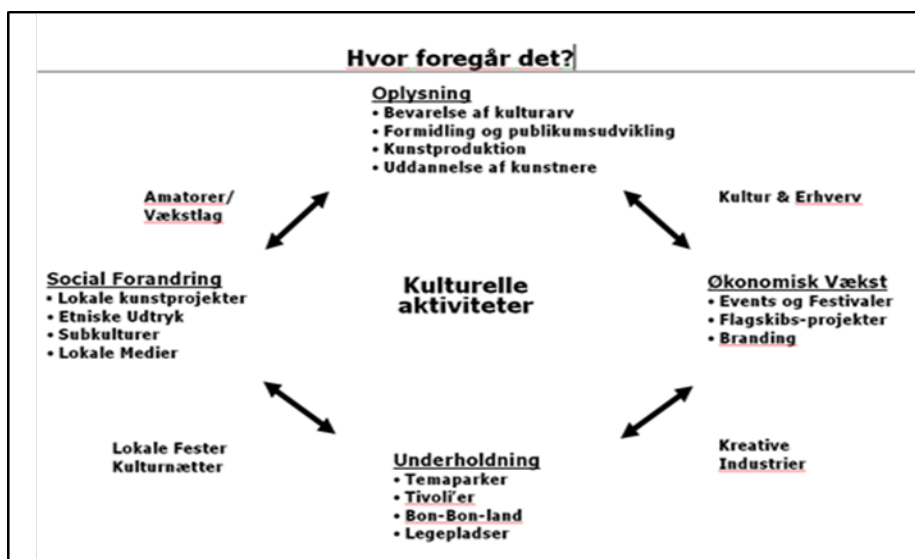 Hvor foregår det?
Oplysning
• Bevarelse af kulturarv
• Formidling og publikumsudvikling
• Kunstproduktion
• Uddannelse af kunstnere
Amatorer/
Vækstlag
Kultur & Erhverv
Social Forandring
• Lokale kunstprojekter
• Etniske Udtryk
• Subkulturer
• Lokale Medier
Kulturelle
aktiviteter
Økonomisk Vækst
• Events og Festivaler
• Flagskibs-projekter
• Branding
Lokale Fester
Kulturnætter
Underholdning
• Temaparker
• Tivoli’er
• Bon-Bon-land
• Legepladser
Kreative
Industrier